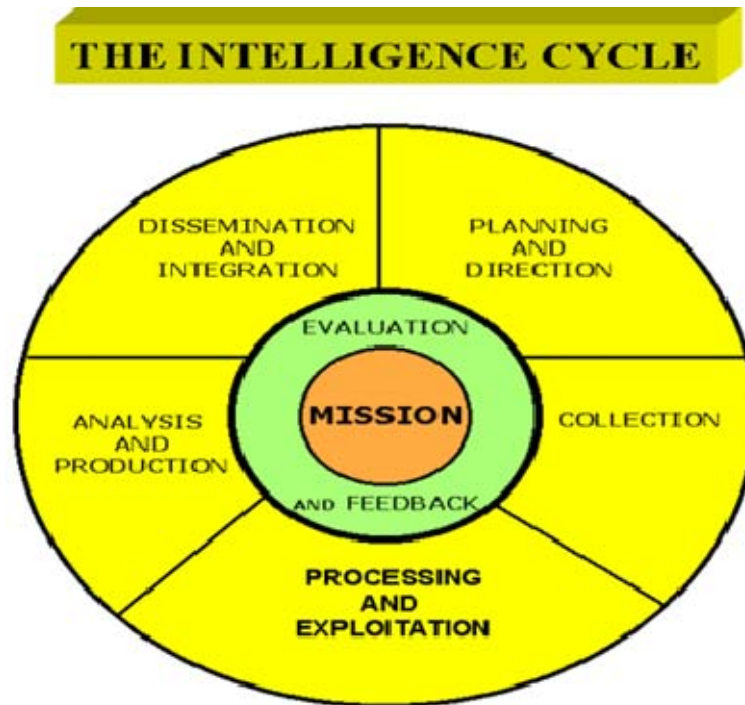 THE INTELLIGENCE CYCLE
DISSEMINATION
AND
INTEGRATION
PLANNING
AND
DIRECTION
EVALUATION
MISSION
AND FEEDBACK
ANALYSIS
AND
PRODUCTION
COLLECTION
PROCESSING
AND
EXPLOITATION